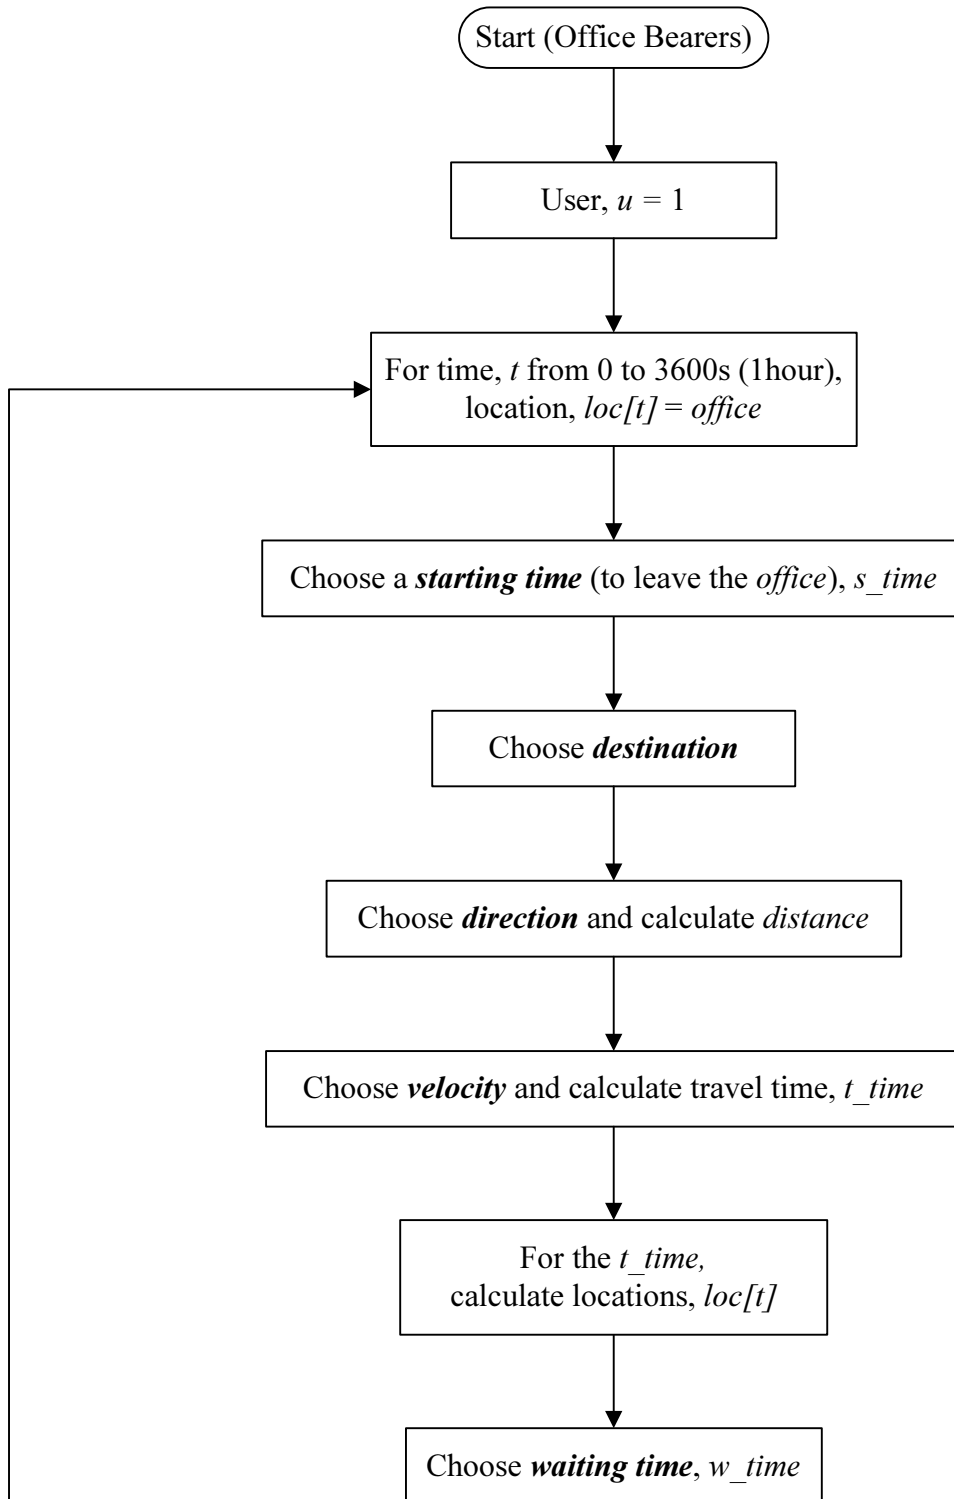 Start (Office Bearers)
User, u = 1
For time, t from 0 to 3600s (1hour),
location, loc[t] = office
Choose a starting time (to leave the office), s_time
Choose destination
Choose direction and calculate distance
Choose velocity and calculate travel time, t_time
For the t_time,
calculate locations, loc[t]
Choose waiting time, w_time